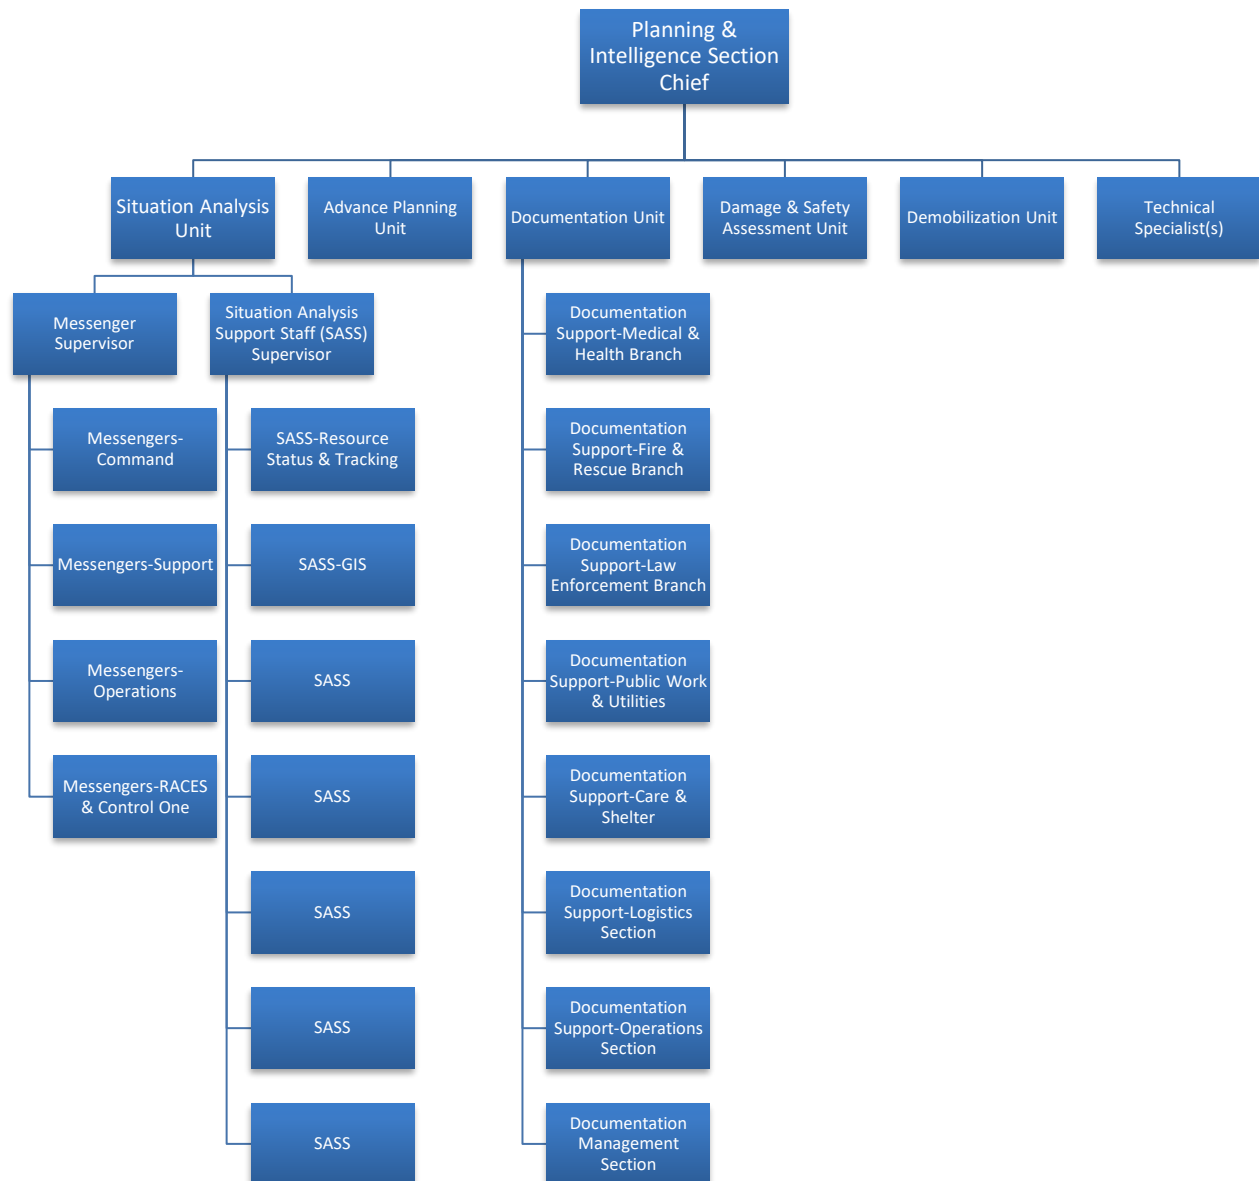 Planning &
Intelligence Section
Chief
Situation Analysis
Unit
Advance Planning
Unit
Documentation Unit
Damage & Safety
Assessment Unit
Demobilization Unit
Technical
Specialist(s)
Messenger
Supervisor
Situation Analysis
Support Staff (SASS)
Supervisor
Documentation
Support-Medical &
Health Branch
Messengers-
Command
SASS-Resource
Status & Tracking
Documentation
Support-Fire &
Rescue Branch
Messengers-Support
SASS-GIS
Documentation
Support-Law
Enforcement Branch
Messengers-
Operations
SASS
Documentation
Support-Public Work
& Utilities
Messengers-RACES
& Control One
SASS
Documentation
Support-Care &
Shelter
SASS
Documentation
Support-Logistics
Section
SASS
Documentation
Support-Operations
Section
SASS
Documentation
Management
Section